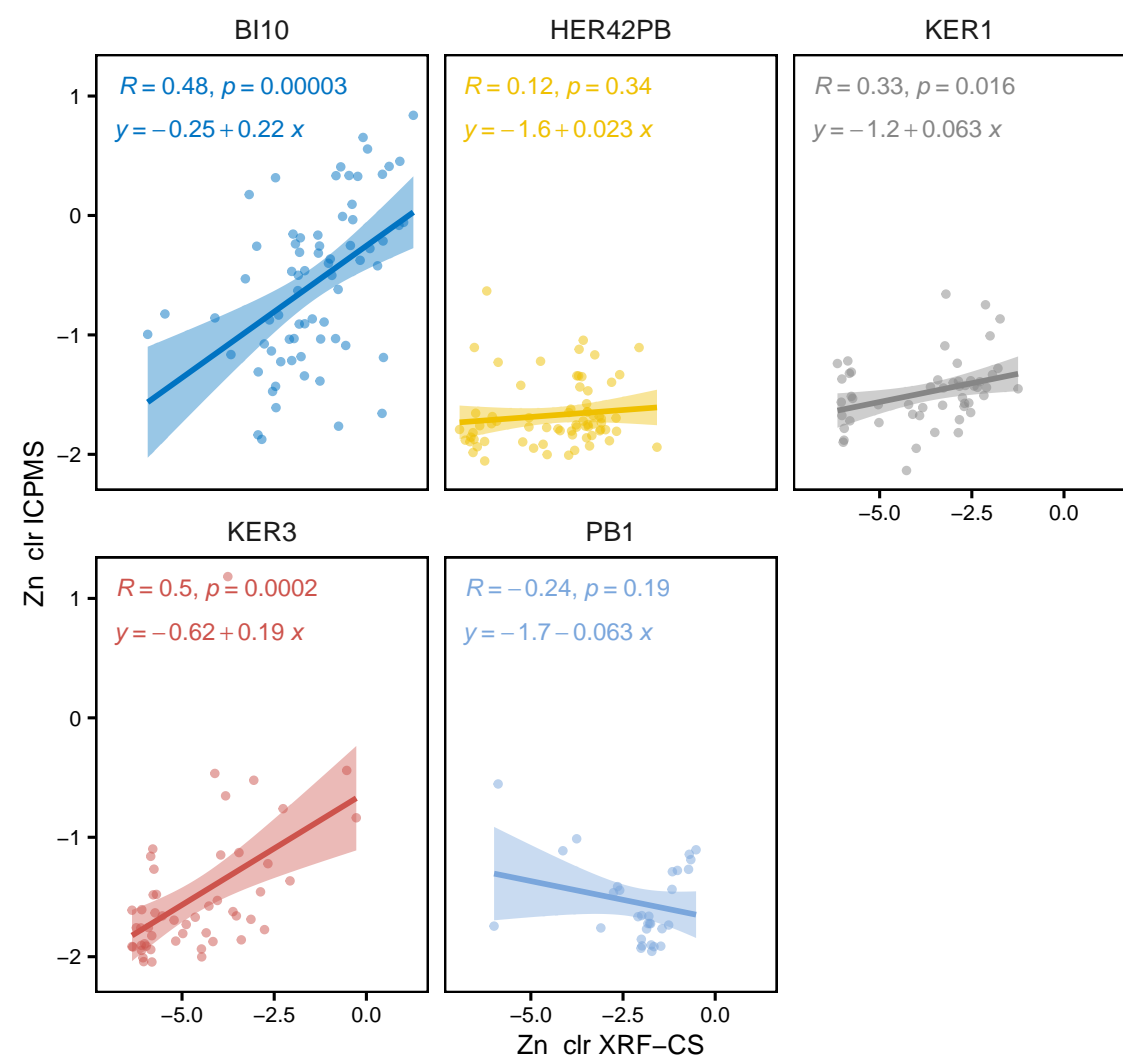 BI10
HER42PB
KER1
R = 0.48, p = 0.00003
y = −0.25 + 0.22 x
R = 0.12, p = 0.34
y = −1.6 + 0.023 x
R = 0.33, p = 0.016
y = −1.2 + 0.063 x
1
0
−1
−2
−5.0 −2.5 0.0
KER3
PB1
R = 0.5, p = 0.0002
y = −0.62 + 0.19 x
R = −0.24, p = 0.19
y = −1.7 − 0.063 x
1
0
−1
−2
−5.0 −2.5 0.0
−5.0 −2.5 0.0
Zn clr ICPMS
Zn clr XRF−CS